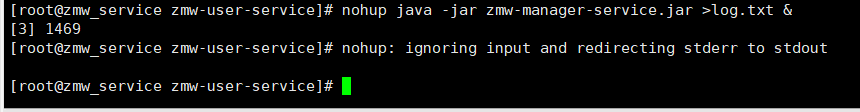 [root@zmw_service zmw-user-service]# nohup java -jar zmw-manager-service.jar >log.txt &
[3] 1469
[root@zmw_service zmw-user-service]# nohup: ignoring input and redirecting stderr to stdout
[root@zmw_service zmw-user-service]#